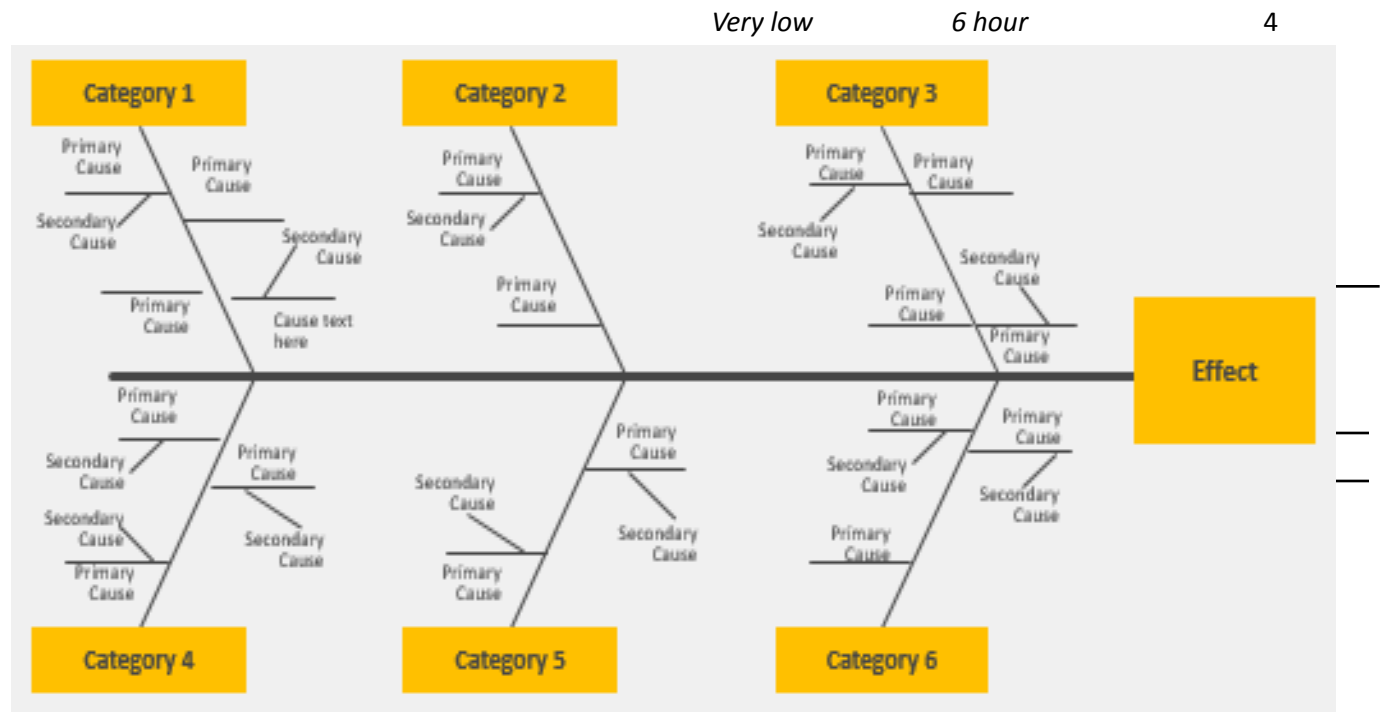 Very low 6 hour 4
Category 1
Category 2
Category 3
Primary
Cause
Primary
Cause
Secondary
Cause
Secondary
Cause
Primary
Cause
Cause text
here
Primary
Cause
Secondary
Cause
Primary
Cause
Primary
Cause
Primary
Cause
Secondary
Cause
Secondary
Cause
Primary
Cause
Primary
Cause
Effect
Primary
Cause
Secondary
Cause
Primary
Cause
Secondary
Cause
Secondary
Cause
Primary
Cause
Primary
Cause
Secondary
Cause
Secondary
Cause
Primary
Cause
Primary
Cause
Primary
Cause
Secondary
Cause
Secondary
Cause
Primary
Cause
Category 4
Category 5
Category 6